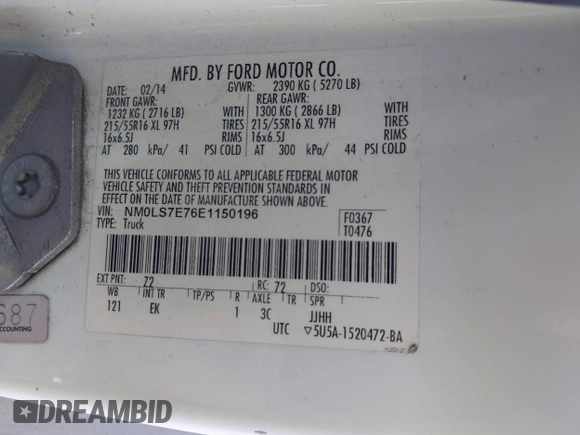 MFD. BY FORD MOTOR CO.
DATE: 02/14 GVWR: 2390 KG ( 5270 LB)
FRONT GAWR: REAR GAWR:
1232 KG ( 2716 LB) WITH 1300 KG ( 2866 LB) WITH
215/55R16 XL 97H TIRES 215/55R16 XL 97H TIRES
16x6.5J RIMS 16x6.5J RIMS
AT 280 kPa/ 41 PSI COLD AT 300 kPa/ 44 PSI COLD
THIS VEHICLE CONFORMS TO ALL APPLICABLE FEDERAL MOTOR
VEHICLE SAFETY AND THEFT PREVENTION STANDARDS IN
EFFECT ON THE DATE OF MANUFACTURE SHOWN ABOVE.
VIN: NM0LS7E76E1150196 F0367
TYPE: Truck T0476
EXT PNT: 72 RC: 72 DSO:
WB INT TR TP/PS R AXLE TR SPR
121 EK 1 3C JJHH
UTC ▽5U5A-1520472-BA
687
ACCOUNTING
DREAMBID